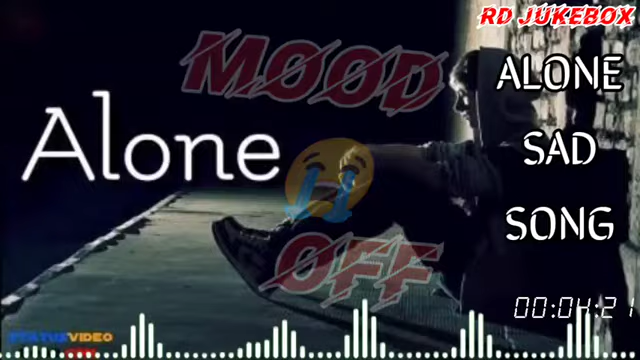 RD JUKEBOX
MOOD
OFF
Alone
ALONE
SAD
SONG
00:04:21
STATUSVIDEO